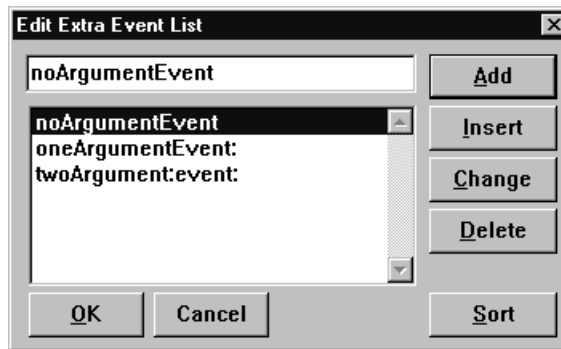 Edit Extra Event List
noArgumentEvent
Add
noArgumentEvent
oneArgumentEvent:
twoArgument:event:
Insert
Change
Delete
OK
Cancel
Sort